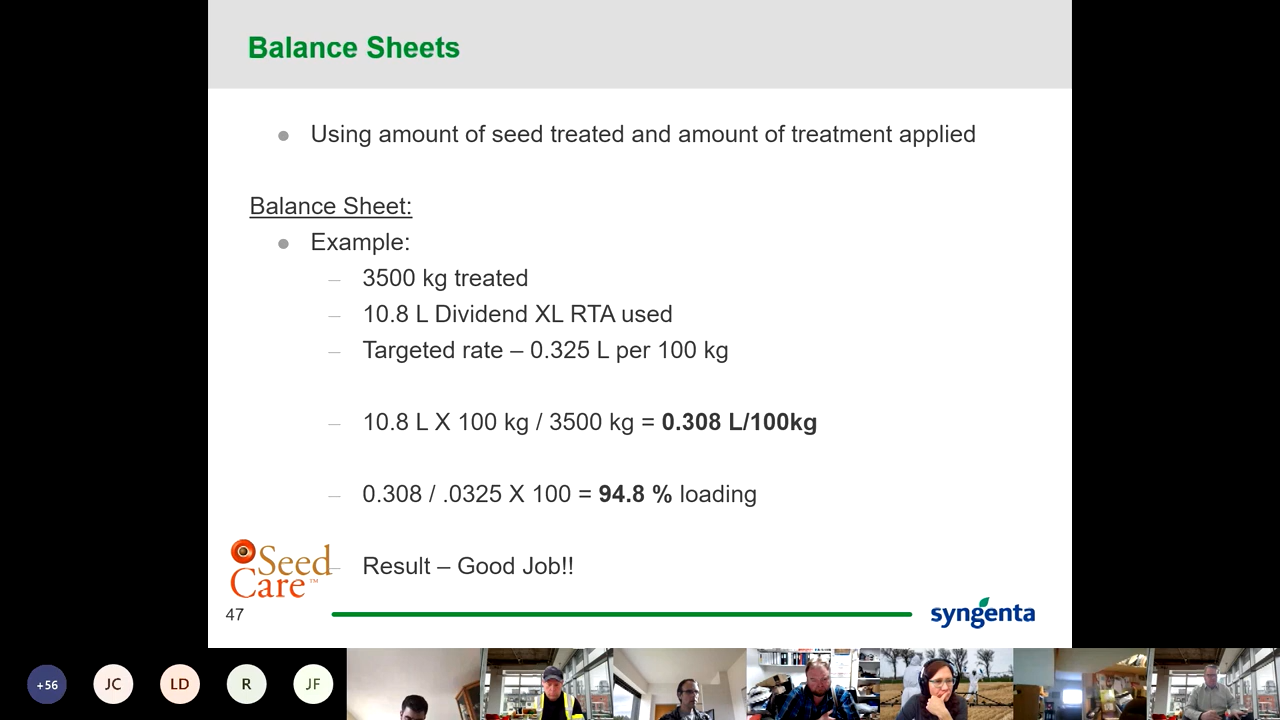 Balance Sheets
Using amount of seed treated and amount of treatment applied
Balance Sheet:
Example:
3500 kg treated
10.8 L Dividend XL RTA used
Targeted rate – 0.325 L per 100 kg
10.8 L X 100 kg / 3500 kg = 0.308 L/100kg
0.308 / .0325 X 100 = 94.8 % loading
Result – Good Job!!
Seed
Care™
47
syngenta
+56
JC
LD
R
JF